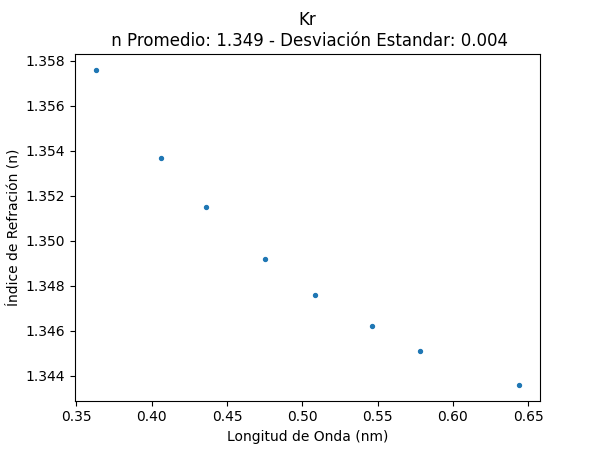 Kr
n Promedio: 1.349 - Desviación Estandar: 0.004
1.358
1.356
1.354
1.352
1.350
1.348
1.346
1.344
Índice de Refración (n)
0.35 0.40 0.45 0.50 0.55 0.60 0.65
Longitud de Onda (nm)